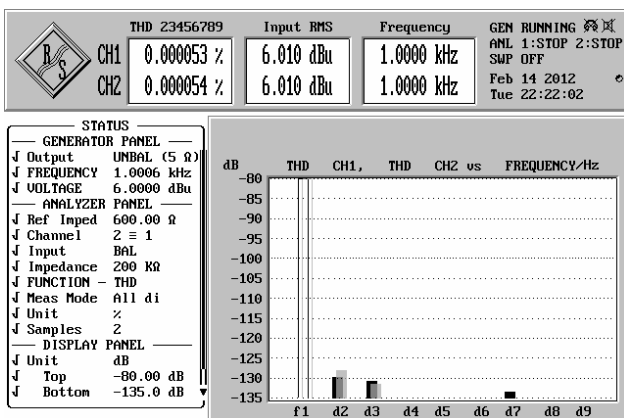 THD 23456789 Input RMS Frequency
R&S
CH1 0.000053 % 6.010 dBu 1.0000 kHz
CH2 0.000054 % 6.010 dBu 1.0000 kHz
GEN RUNNING
ANL 1:STOP 2:STOP
SWP OFF
Feb 14 2012
Tue 22:22:02
STATUS
GENERATOR PANEL
Output UNBAL (5 Ω)
FREQUENCY 1.0006 kHz
VOLTAGE 6.0000 dBu
ANALYZER PANEL
Ref Imped 600.00 Ω
Channel 2 ≡ 1
Input BAL
Impedance 200 KΩ
FUNCTION - THD
Meas Mode All di
Unit %
Samples 2
DISPLAY PANEL
Unit dB
Top -80.00 dB
Bottom -135.0 dB
dB THD CH1, THD CH2 vs FREQUENCY/Hz
-80
-85
-90
-95
-100
-105
-110
-115
-120
-125
-130
-135
f1 d2 d3 d4 d5 d6 d7 d8 d9